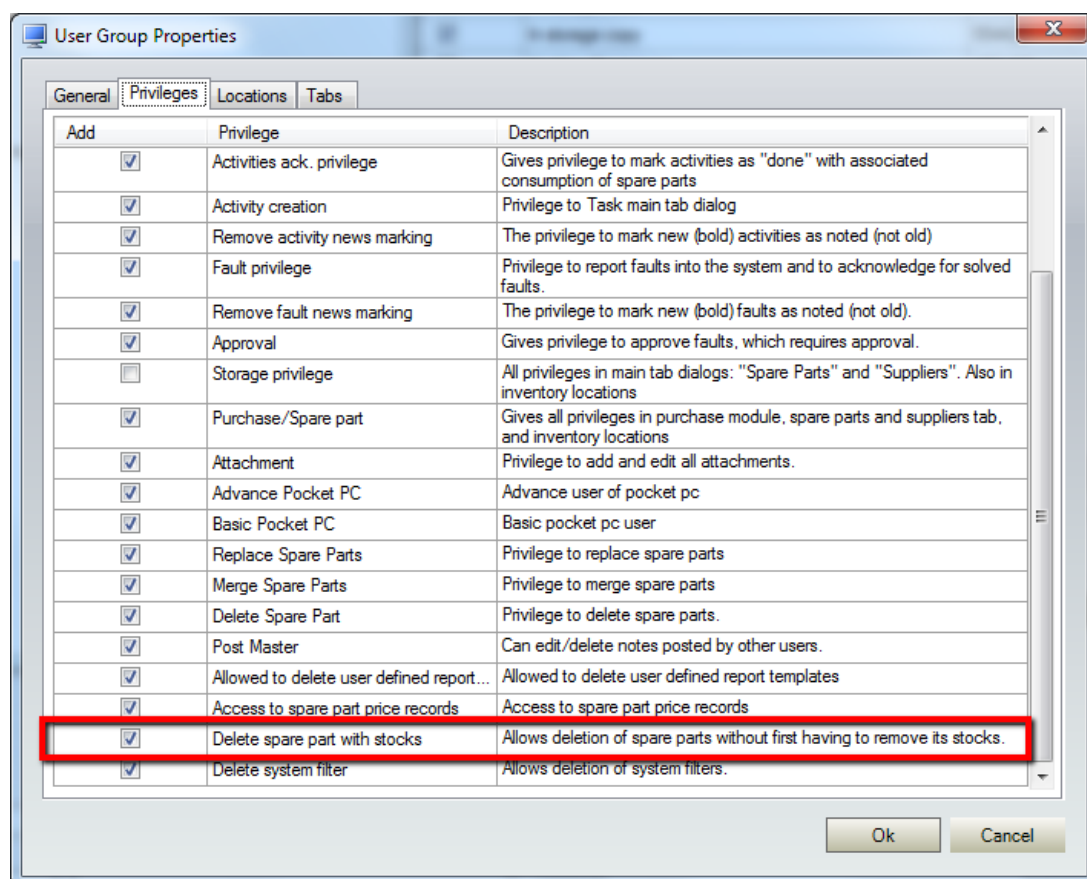 User Group Properties
General Privileges Locations Tabs
Add Privilege Description
Activities ack. privilege Gives privilege to mark activities as "done" with associated
consumption of spare parts
Activity creation Privilege to Task main tab dialog
Remove activity news marking The privilege to mark new (bold) activities as noted (not old)
Fault privilege Privilege to report faults into the system and to acknowledge for solved
faults.
Remove fault news marking The privilege to mark new (bold) faults as noted (not old).
Approval Gives privilege to approve faults, which requires approval.
Storage privilege All privileges in main tab dialogs: "Spare Parts" and "Suppliers". Also in
inventory locations
Purchase/Spare part Gives all privileges in purchase module, spare parts and suppliers tab,
and inventory locations
Attachment Privilege to add and edit all attachments.
Advance Pocket PC Advance user of pocket pc
Basic Pocket PC Basic pocket pc user
Replace Spare Parts Privilege to replace spare parts
Merge Spare Parts Privilege to merge spare parts
Delete Spare Part Privilege to delete spare parts.
Post Master Can edit/delete notes posted by other users.
Allowed to delete user defined report... Allowed to delete user defined report templates
Access to spare part price records Access to spare part price records
Delete spare part with stocks Allows deletion of spare parts without first having to remove its stocks.
Delete system filter Allows deletion of system filters.
Ok Cancel